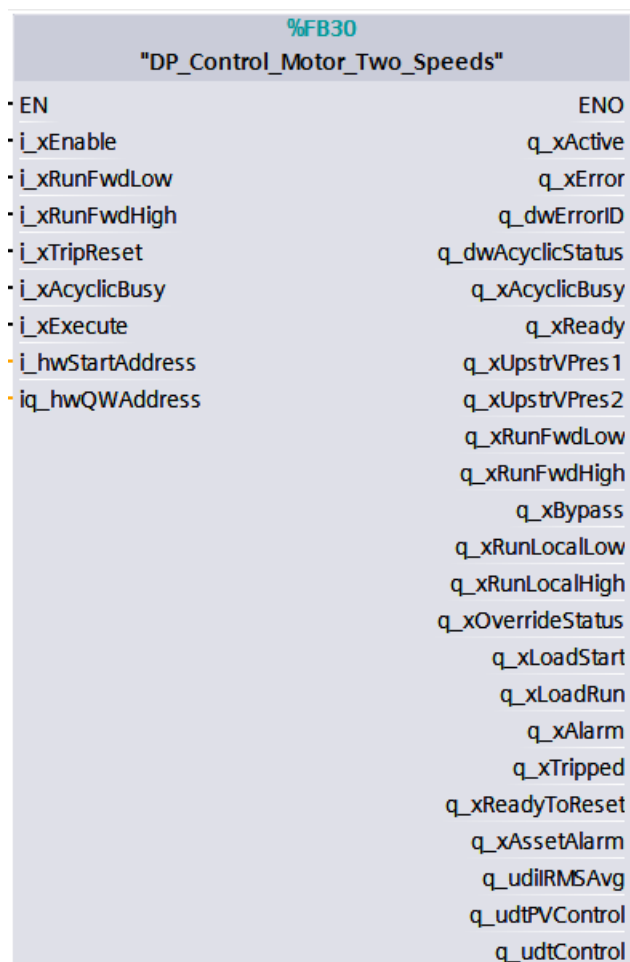 %FB30
"DP_Control_Motor_Two_Speeds"
EN ENO
i_xEnable q_xActive
i_xRunFwdLow q_xError
i_xRunFwdHigh q_dwErrorID
i_xTripReset q_dwAcyclicStatus
i_xAcyclicBusy q_xAcyclicBusy
i_xExecute q_xReady
i_hwStartAddress q_xUpstrVPres1
iq_hwQWAddress q_xUpstrVPres2
q_xRunFwdLow
q_xRunFwdHigh
q_xBypass
q_xRunLocalLow
q_xRunLocalHigh
q_xOverrideStatus
q_xLoadStart
q_xLoadRun
q_xAlarm
q_xTripped
q_xReadyToReset
q_xAssetAlarm
q_udiIRMSAvg
q_udtPVControl
q_udtControl